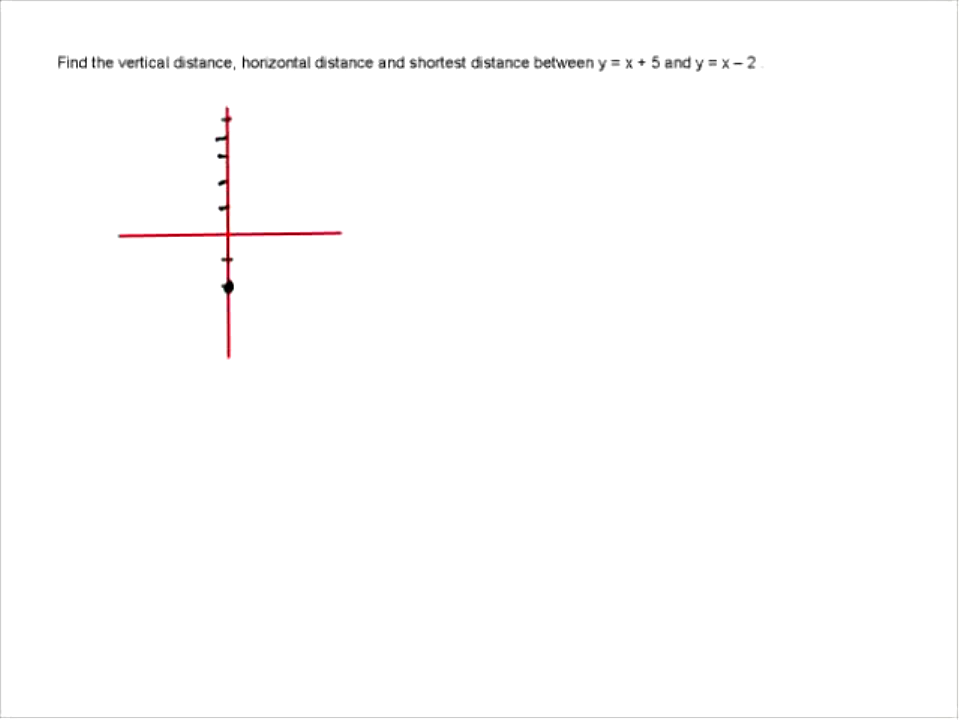 Find the vertical distance, horizontal distance and shortest distance between y = x + 5 and y = x – 2